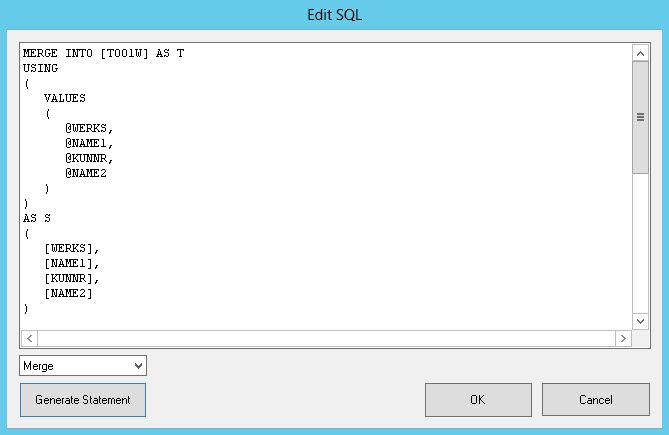 Edit SQL
MERGE INTO [T001W] AS T
USING
(
   VALUES
   (
      @WERKS,
      @NAME1,
      @KUNNR,
      @NAME2
   )
)
AS S
(
   [WERKS],
   [NAME1],
   [KUNNR],
   [NAME2]
)
Merge
Generate Statement
OK
Cancel